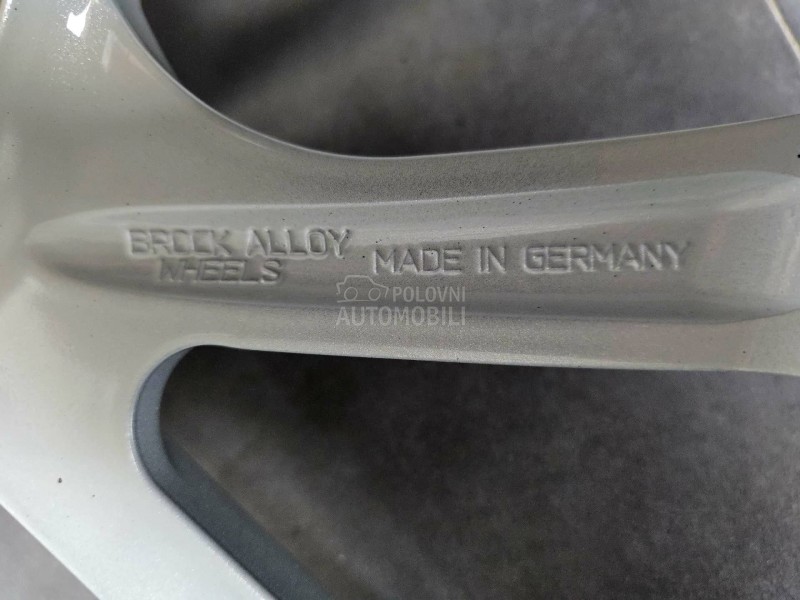 BROCK ALLOY
WHEELS
MADE IN GERMANY
POLOVNI
AUTOMOBILI